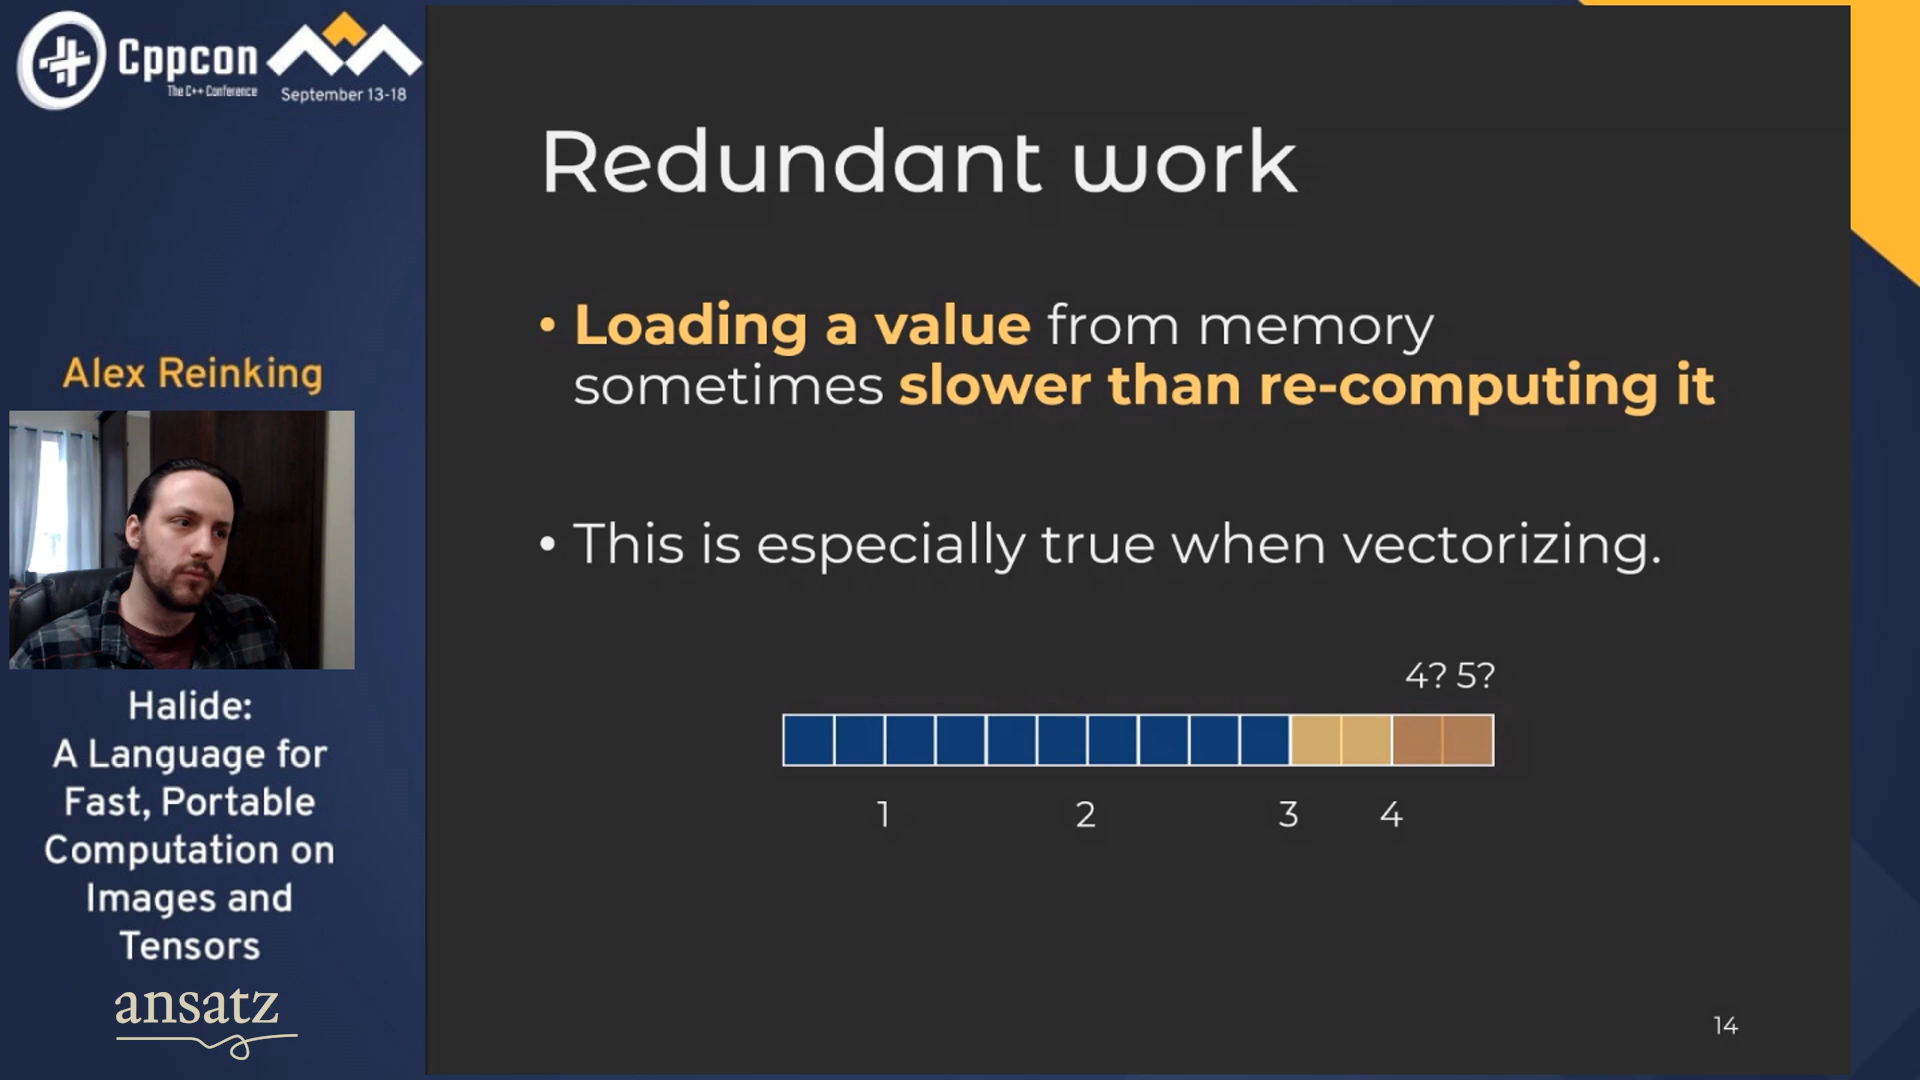 Cppcon
The C++ Conference
September 13-18
Alex Reinking
Halide:
A Language for
Fast, Portable
Computation on
Images and
Tensors
ansatz
Redundant work
• Loading a value from memory
sometimes slower than re-computing it
• This is especially true when vectorizing.
4? 5?
1 2 3 4
14